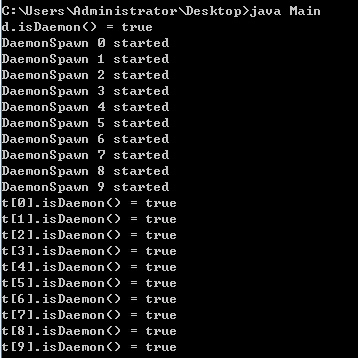 C:\Users\Administrator\Desktop>java Main
d.isDaemon() = true
DaemonSpawn 0 started
DaemonSpawn 1 started
DaemonSpawn 2 started
DaemonSpawn 3 started
DaemonSpawn 4 started
DaemonSpawn 5 started
DaemonSpawn 6 started
DaemonSpawn 7 started
DaemonSpawn 8 started
DaemonSpawn 9 started
t[0].isDaemon() = true
t[1].isDaemon() = true
t[2].isDaemon() = true
t[3].isDaemon() = true
t[4].isDaemon() = true
t[5].isDaemon() = true
t[6].isDaemon() = true
t[7].isDaemon() = true
t[8].isDaemon() = true
t[9].isDaemon() = true